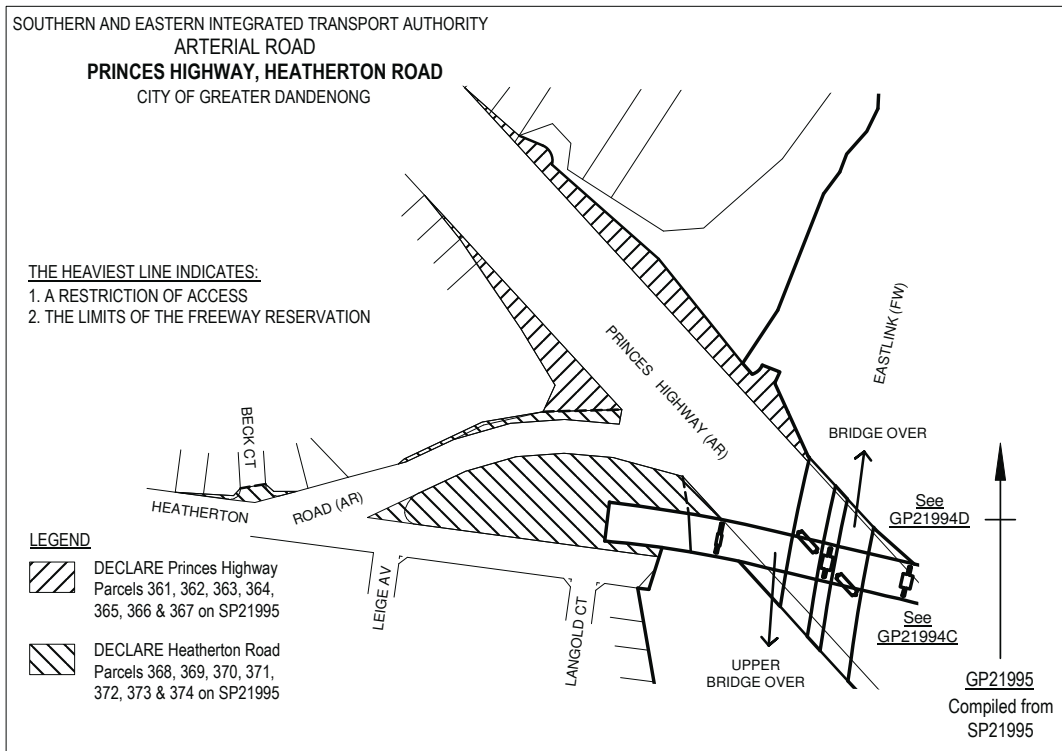 SOUTHERN AND EASTERN INTEGRATED TRANSPORT AUTHORITY
ARTERIAL ROAD
PRINCES HIGHWAY, HEATHERTON ROAD
CITY OF GREATER DANDENONG
THE HEAVIEST LINE INDICATES:
1. A RESTRICTION OF ACCESS
2. THE LIMITS OF THE FREEWAY RESERVATION
EASTLINK (FW)
PRINCES HIGHWAY (AR)
BRIDGE OVER
BECK CT
HEATHERTON ROAD (AR)
See
GP21994D
LEGEND
DECLARE Princes Highway
Parcels 361, 362, 363, 364,
365, 366 & 367 on SP21995
DECLARE Heatherton Road
Parcels 368, 369, 370, 371,
372, 373 & 374 on SP21995
LEIGE AV
LANGOLD CT
See
GP21994C
UPPER
BRIDGE OVER
GP21995
Compiled from
SP21995